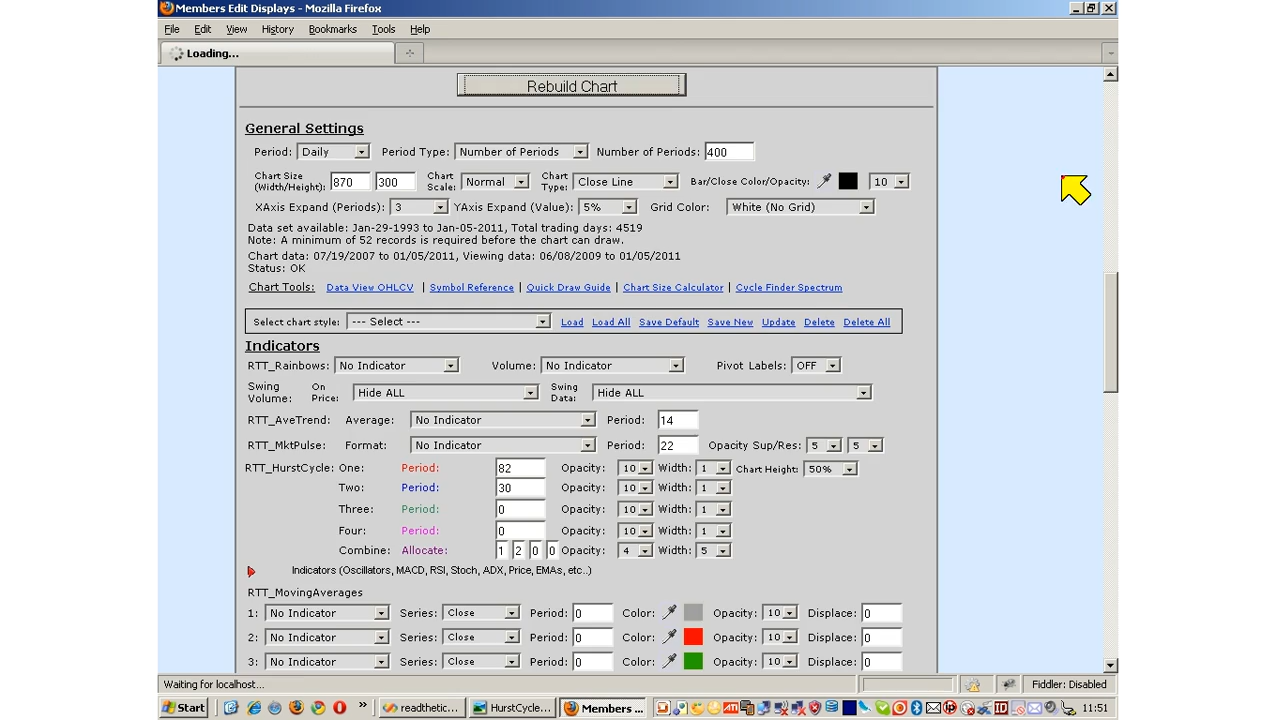 Members Edit Displays - Mozilla Firefox
File Edit View History Bookmarks Tools Help
Loading...
Rebuild Chart
General Settings
Period: Daily Period Type: Number of Periods Number of Periods: 400
Chart Size (Width/Height): 870 300 Chart Scale: Normal Chart Type: Close Line Bar/Close Color/Opacity: 10
XAxis Expand (Periods): 3 YAxis Expand (Value): 5% Grid Color: White (No Grid)
Data set available: Jan-29-1993 to Jan-05-2011, Total trading days: 4519
Note: A minimum of 52 records is required before the chart can draw.
Chart data: 07/19/2007 to 01/05/2011, Viewing data: 06/08/2009 to 01/05/2011
Status: OK
Chart Tools: Data View OHLCV | Symbol Reference | Quick Draw Guide | Chart Size Calculator | Cycle Finder Spectrum
Select chart style: --- Select --- Load Load All Save Default Save New Update Delete Delete All
Indicators
RTT_Rainbows: No Indicator Volume: No Indicator Pivot Labels: OFF
Swing Volume: On Price: Hide ALL Swing Data: Hide ALL
RTT_AveTrend: Average: No Indicator Period: 14
RTT_MktPulse: Format: No Indicator Period: 22 Opacity Sup/Res: 5 5
RTT_HurstCycle: One: Period: 82 Opacity: 10 Width: 1 Chart Height: 50%
Two: Period: 30 Opacity: 10 Width: 1
Three: Period: 0 Opacity: 10 Width: 1
Four: Period: 0 Opacity: 10 Width: 1
Combine: Allocate: 1 2 0 0 Opacity: 4 Width: 5
Indicators (Oscillators, MACD, RSI, Stoch, ADX, Price, EMAs, etc..)
RTT_MovingAverages
1: No Indicator Series: Close Period: 0 Color: Opacity: 10 Displace: 0
2: No Indicator Series: Close Period: 0 Color: Opacity: 10 Displace: 0
3: No Indicator Series: Close Period: 0 Color: Opacity: 10 Displace: 0
Waiting for localhost... Fiddler: Disabled
Start » readthetic... HurstCycle... Members ... 11:51